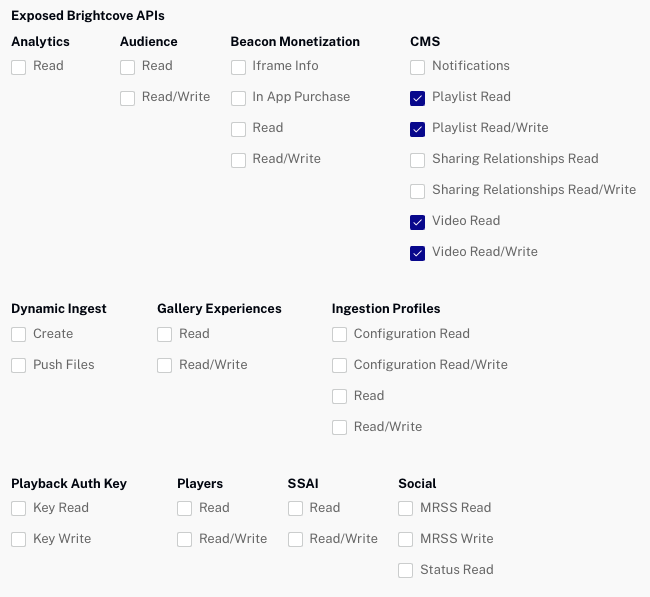 Exposed Brightcove APIs
Analytics
Read
Audience
Read
Read/Write
Beacon Monetization
Iframe Info
In App Purchase
Read
Read/Write
CMS
Notifications
Playlist Read
Playlist Read/Write
Sharing Relationships Read
Sharing Relationships Read/Write
Video Read
Video Read/Write
Dynamic Ingest
Create
Push Files
Gallery Experiences
Read
Read/Write
Ingestion Profiles
Configuration Read
Configuration Read/Write
Read
Read/Write
Playback Auth Key
Key Read
Key Write
Players
Read
Read/Write
SSAI
Read
Read/Write
Social
MRSS Read
MRSS Write
Status Read